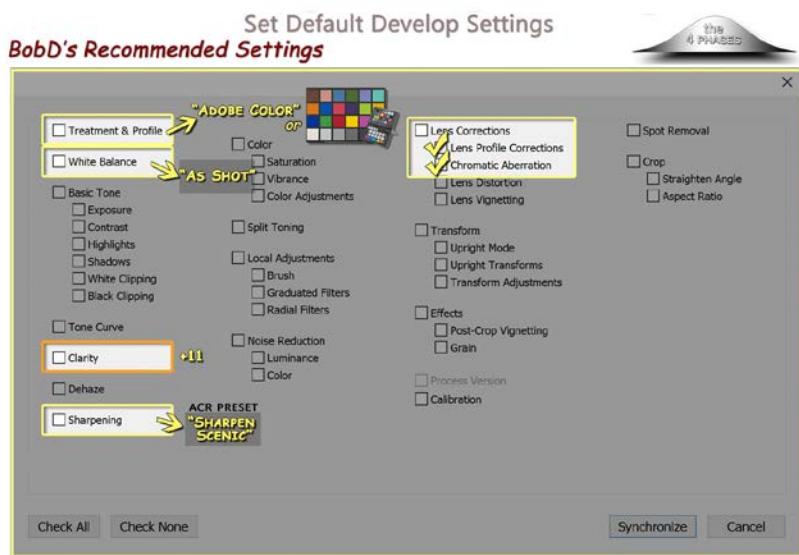 Set Default Develop Settings
BobD's Recommended Settings
the
4 PHASES
Treatment & Profile
"ADOBE COLOR"
or
White Balance
"AS SHOT"
Basic Tone
Exposure
Contrast
Highlights
Shadows
White Clipping
Black Clipping
Tone Curve
Clarity
+11
Dehaze
Sharpening
ACR PRESET
"SHARPEN
SCENIC"
Color
Saturation
Vibrance
Color Adjustments
Split Toning
Local Adjustments
Brush
Graduated Filters
Radial Filters
Noise Reduction
Luminance
Color
Lens Corrections
Lens Profile Corrections
Chromatic Aberration
Lens Distortion
Lens Vignetting
Transform
Upright Mode
Upright Transforms
Transform Adjustments
Effects
Post-Crop Vignetting
Grain
Process Version
Calibration
Spot Removal
Crop
Straighten Angle
Aspect Ratio
Check All
Check None
Synchronize
Cancel